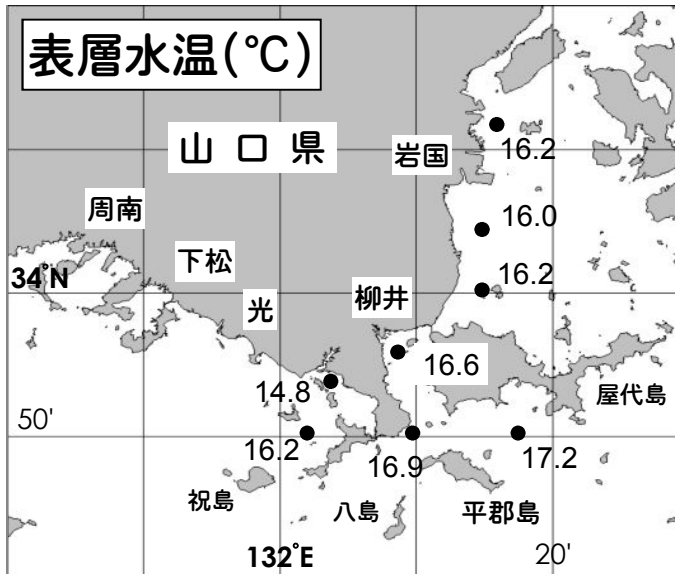 表層水温(℃)
山口県
岩国
16.2
周南
16.0
下松
34°N
16.2
光
柳井
16.6
14.8
屋代島
50'
16.2
16.9
17.2
祝島
八島
平郡島
132°E
20'